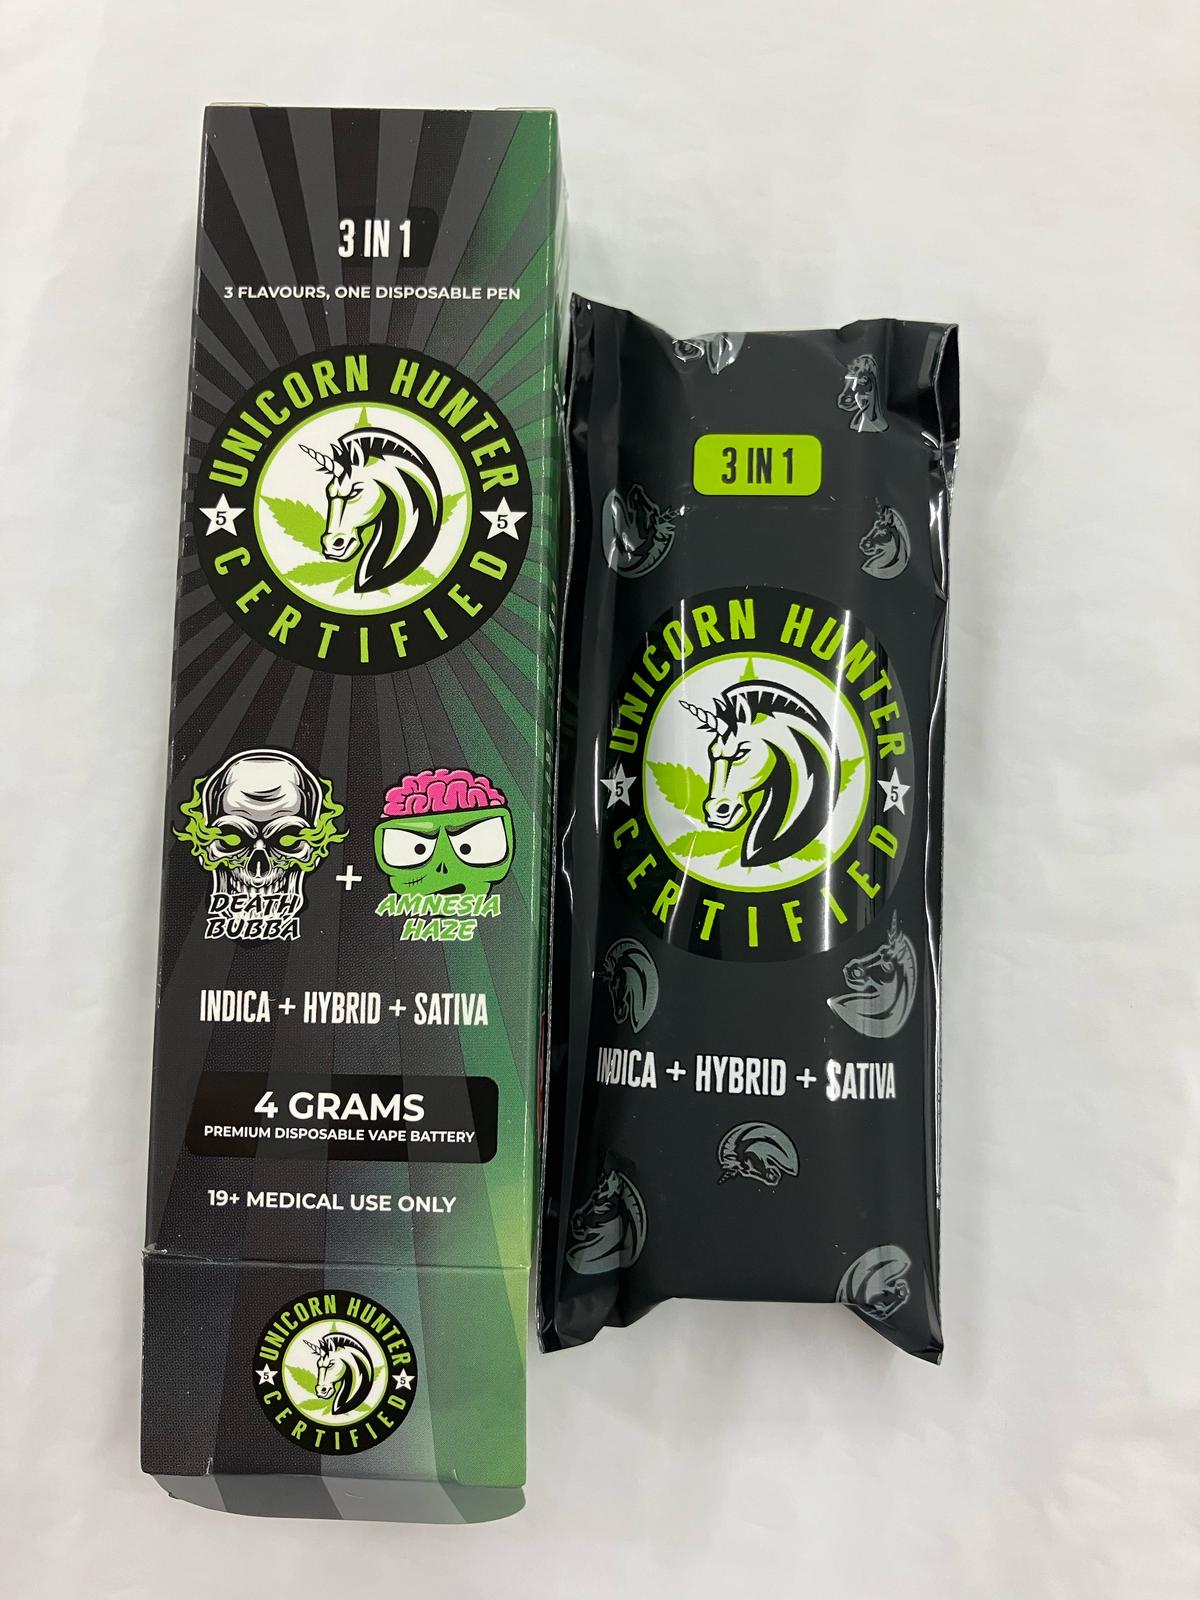 3 IN 1
3 FLAVOURS, ONE DISPOSABLE PEN
UNICORN HUNTER
5 5
CERTIFIED
DEATH
BUBBA
+
AMNESIA
HAZE
INDICA + HYBRID + SATIVA
4 GRAMS
PREMIUM DISPOSABLE VAPE BATTERY
19+ MEDICAL USE ONLY
UNICORN HUNTER
5 5
CERTIFIED
3 IN 1
UNICORN HUNTER
5 5
CERTIFIED
INDICA + HYBRID + SATIVA